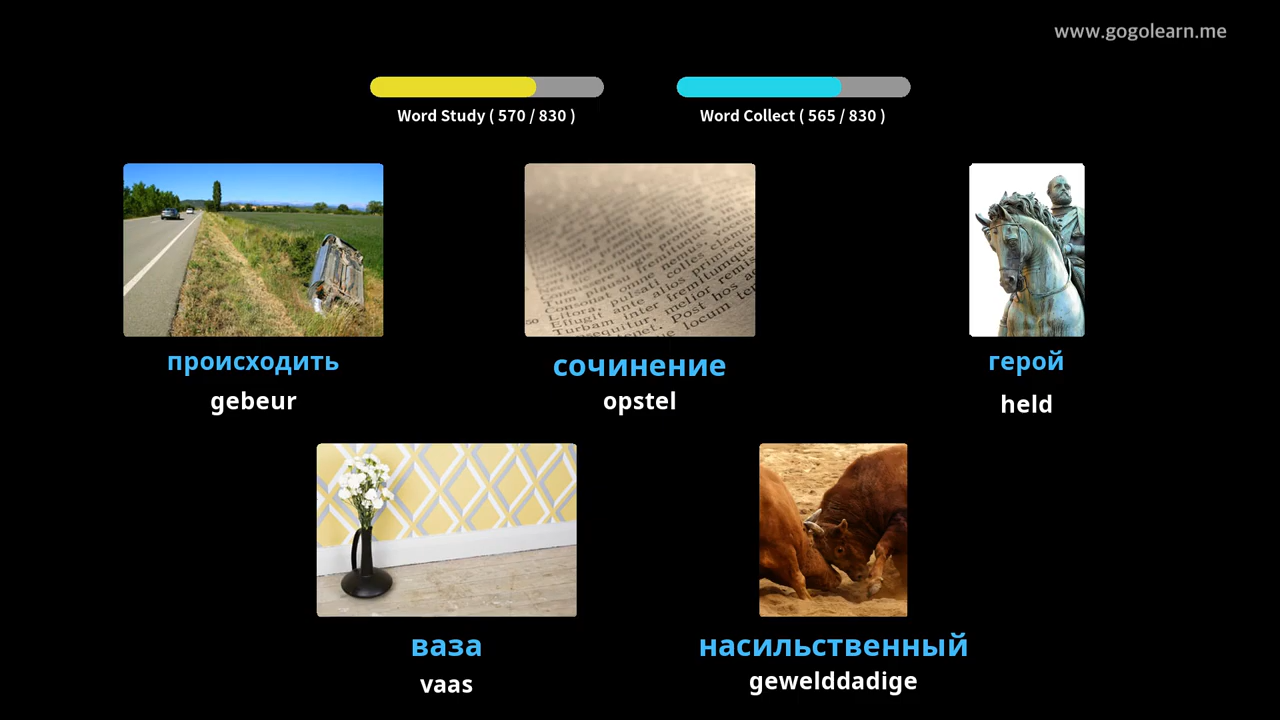 www.gogolearn.me
Word Study ( 570 / 830 )
Word Collect ( 565 / 830 )
происходить
gebeur
сочинение
opstel
герой
held
ваза
vaas
насильственный
gewelddadige